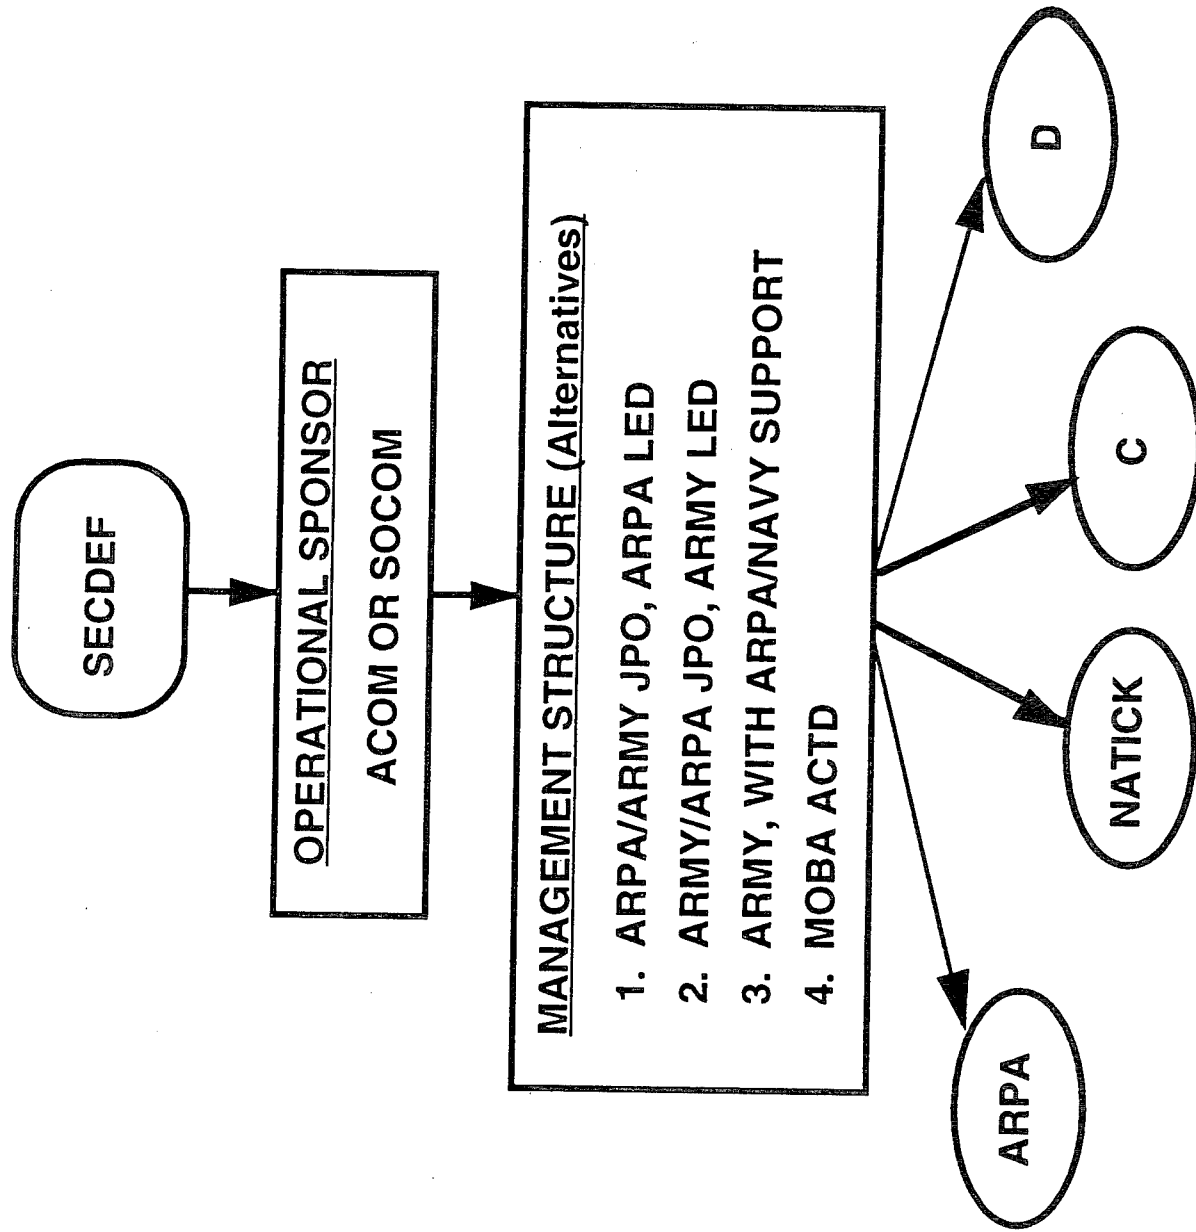 SECDEF
OPERATIONAL SPONSOR
ACOM OR SOCOM
MANAGEMENT STRUCTURE (Alternatives)
1. ARPA/ARMY JPO, ARPA LED
2. ARMY/ARPA JPO, ARMY LED
3. ARMY, WITH ARPA/NAVY SUPPORT
4. MOBA ACTD
ARPA
NATICK
C
D